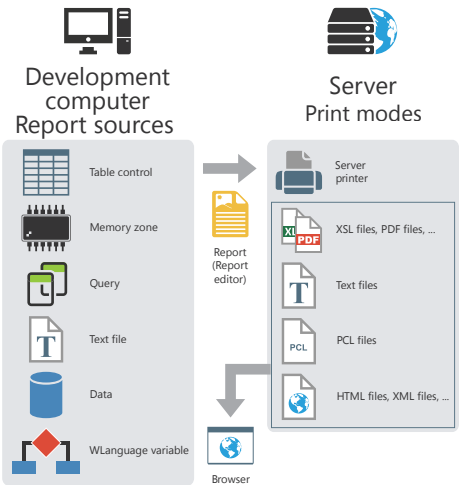 Development
computer
Report sources
Server
Print modes
Table control
Memory zone
Query
Text file
T
Data
WLanguage variable
Report
(Report
editor)
Server
printer
XL
PDF
XSL files, PDF files, ...
T
Text files
PCL
PCL files
HTML files, XML files, ...
Browser